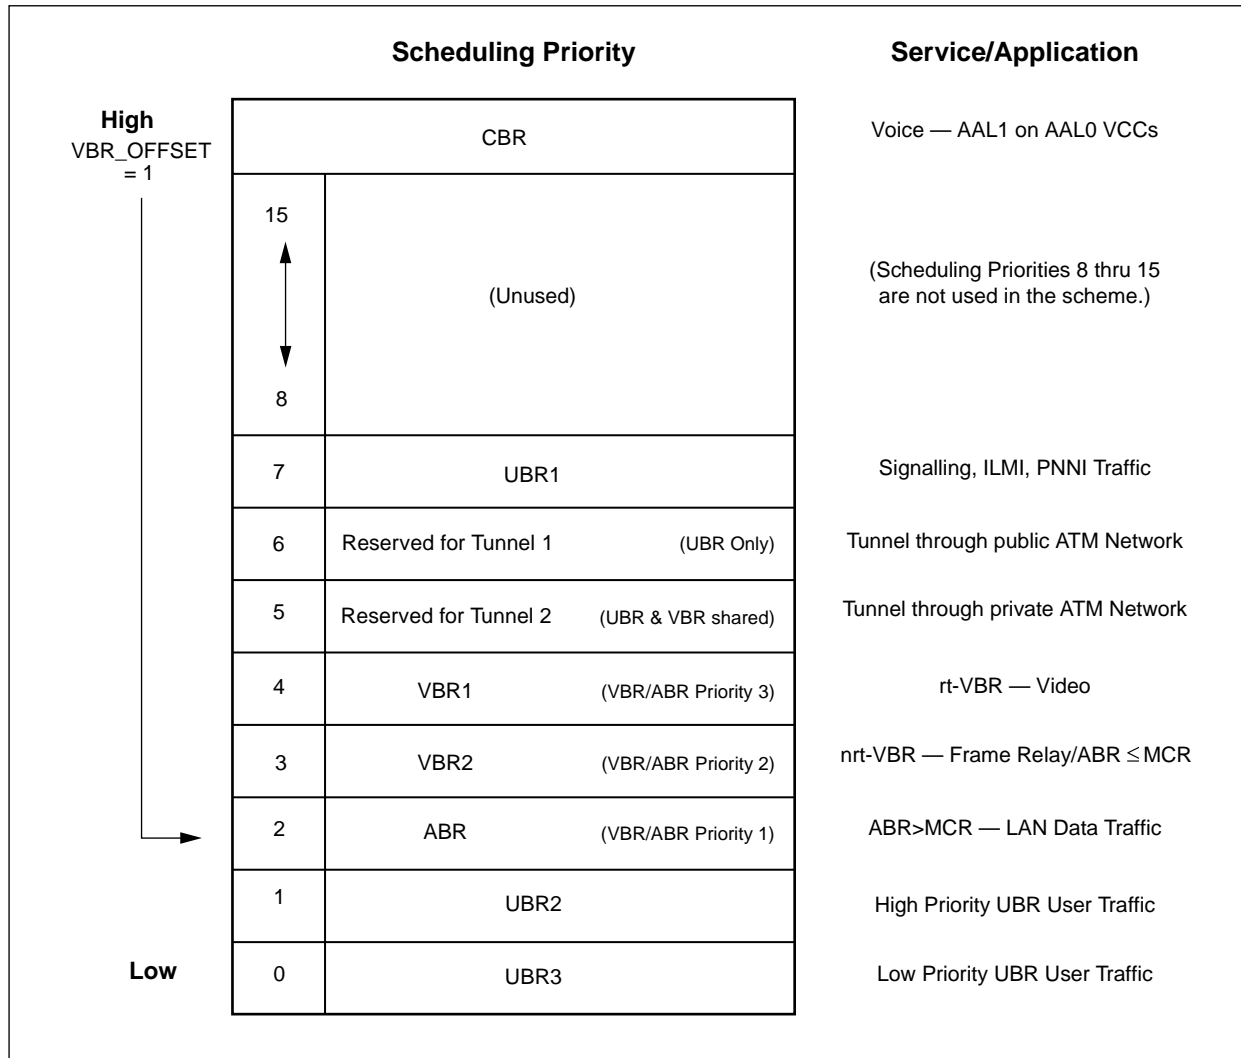 Scheduling Priority
Service/Application
High
VBR_OFFSET
= 1
CBR
Voice — AAL1 on AAL0 VCCs
15
(Unused)
(Scheduling Priorities 8 thru 15
are not used in the scheme.)
8
7
UBR1
Signalling, ILMI, PNNI Traffic
6
Reserved for Tunnel 1
(UBR Only)
Tunnel through public ATM Network
5
Reserved for Tunnel 2
(UBR & VBR shared)
Tunnel through private ATM Network
4
VBR1
(VBR/ABR Priority 3)
rt-VBR — Video
3
VBR2
(VBR/ABR Priority 2)
nrt-VBR — Frame Relay/ABR ≤ MCR
2
ABR
(VBR/ABR Priority 1)
ABR>MCR — LAN Data Traffic
1
UBR2
High Priority UBR User Traffic
Low
0
UBR3
Low Priority UBR User Traffic